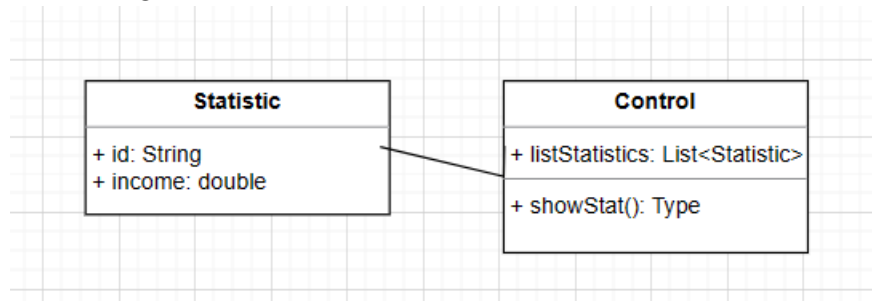 Statistic
+ id: String
+ income: double
Control
+ listStatistics: List<Statistic>
+ showStat(): Type